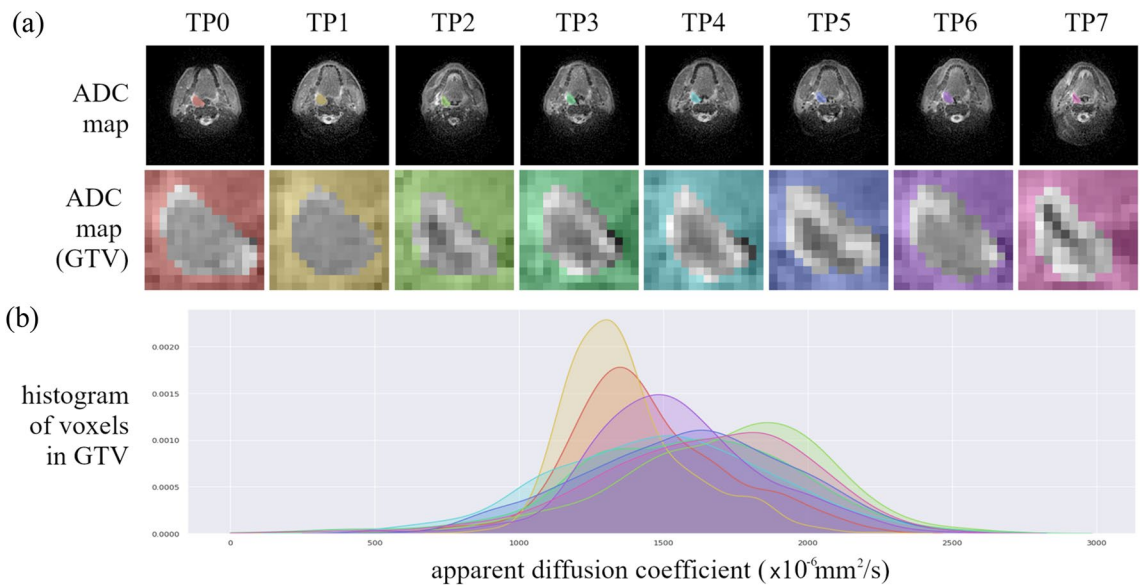 (a) TP0 TP1 TP2 TP3 TP4 TP5 TP6 TP7
ADC
map
ADC
map
(GTV)
(b)
histogram
of voxels
in GTV
0.0020
0.0015
0.0010
0.0005
0.0000
0 500 1000 1500 2000 2500 3000
apparent diffusion coefficient (×10⁻⁶mm²/s)